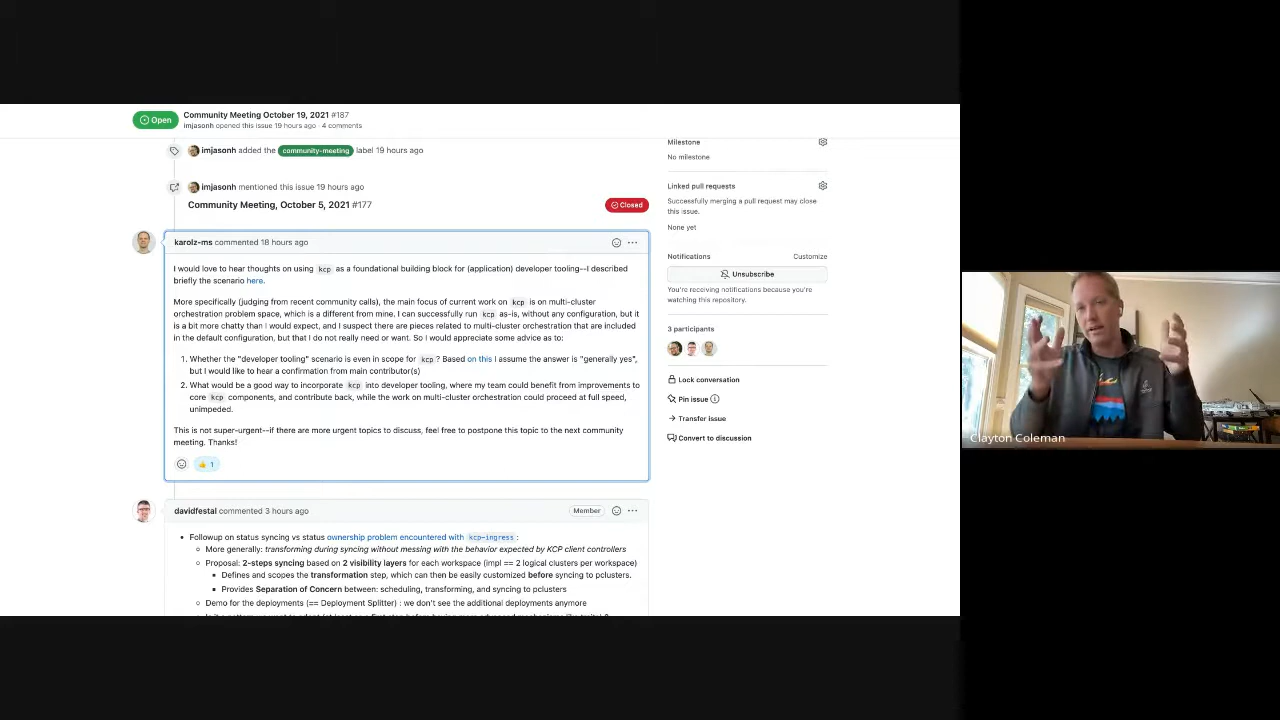 Open
Community Meeting October 19, 2021 #187
imjasonh opened this issue 19 hours ago · 4 comments
imjasonh added the community-meeting label 19 hours ago
imjasonh mentioned this issue 19 hours ago
Community Meeting, October 5, 2021 #177
Closed
karolz-ms commented 18 hours ago
I would love to hear thoughts on using kcp as a foundational building block for (application) developer tooling--I described
briefly the scenario here.
More specifically (judging from recent community calls), the main focus of current work on kcp is on multi-cluster
orchestration problem space, which is a different from mine. I can successfully run kcp as-is, without any configuration, but it
is a bit more chatty than I would expect, and I suspect there are pieces related to multi-cluster orchestration that are included
in the default configuration, but that I do not really need or want. So I would appreciate some advice as to:
1. Whether the "developer tooling" scenario is even in scope for kcp? Based on this I assume the answer is "generally yes",
but I would like to hear a confirmation from main contributor(s)
2. What would be a good way to incorporate kcp into developer tooling, where my team could benefit from improvements to
core kcp components, and contribute back, while the work on multi-cluster orchestration could proceed at full speed,
unimpeded.
This is not super-urgent--if there are more urgent topics to discuss, feel free to postpone this topic to the next community
meeting. Thanks!
1
davidfestal commented 3 hours ago
Member
• Followup on status syncing vs status ownership problem encountered with kcp-ingress :
More generally: transforming during syncing without messing with the behavior expected by KCP client controllers
Proposal: 2-steps syncing based on 2 visibility layers for each workspace (impl == 2 logical clusters per workspace)
Defines and scopes the transformation step, which can then be easily customized before syncing to pclusters.
Provides Separation of Concern between: scheduling, transforming, and syncing to pclusters
Demo for the deployments (== Deployment Splitter) : we don't see the additional deployments anymore
Milestone
No milestone
Linked pull requests
Successfully merging a pull request may close
this issue.
None yet
Notifications
Customize
Unsubscribe
You're receiving notifications because you're
watching this repository.
3 participants
Lock conversation
Pin issue
Transfer issue
Convert to discussion
Clayton Coleman